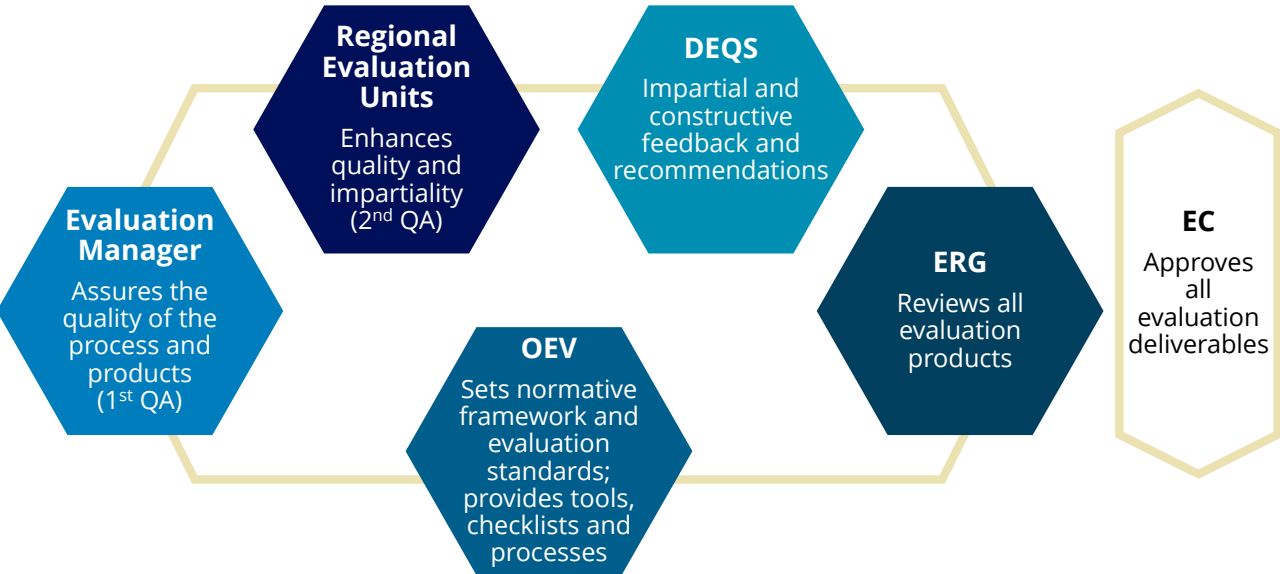 Regional
Evaluation
Units
Enhances
quality and
impartiality
(2nd QA)
DEQS
Impartial and
constructive
feedback and
recommendations
Evaluation
Manager
Assures the
quality of the
process and
products
(1st QA)
OEV
Sets normative
framework and
evaluation
standards;
provides tools,
checklists and
processes
ERG
Reviews all
evaluation
products
EC
Approves
all
evaluation
deliverables